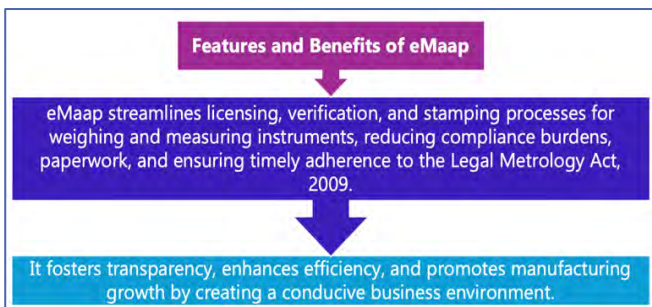 Features and Benefits of eMaap
eMaap streamlines licensing, verification, and stamping processes for
weighing and measuring instruments, reducing compliance burdens,
paperwork, and ensuring timely adherence to the Legal Metrology Act,
2009.
It fosters transparency, enhances efficiency, and promotes manufacturing
growth by creating a conducive business environment.